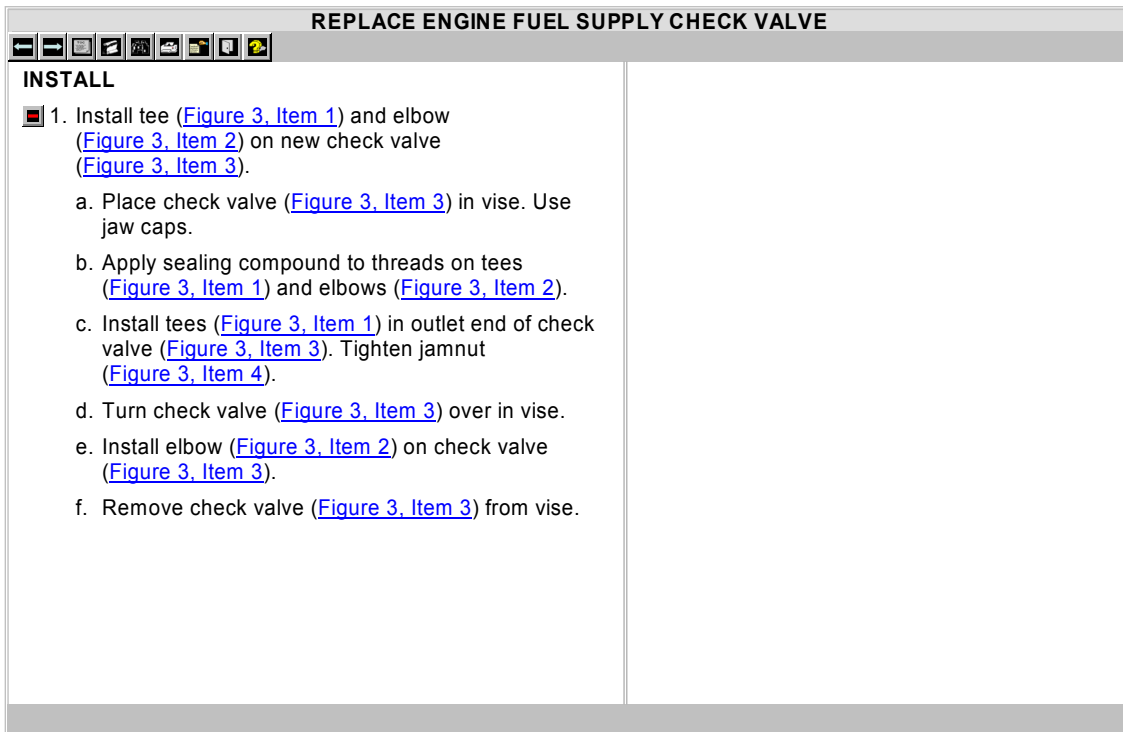 REPLACE ENGINE FUEL SUPPLY CHECK VALVE
INSTALL
1. Install tee (Figure 3, Item 1) and elbow
(Figure 3, Item 2) on new check valve
(Figure 3, Item 3).
a. Place check valve (Figure 3, Item 3) in vise. Use
jaw caps.
b. Apply sealing compound to threads on tees
(Figure 3, Item 1) and elbows (Figure 3, Item 2).
c. Install tees (Figure 3, Item 1) in outlet end of check
valve (Figure 3, Item 3). Tighten jamnut
(Figure 3, Item 4).
d. Turn check valve (Figure 3, Item 3) over in vise.
e. Install elbow (Figure 3, Item 2) on check valve
(Figure 3, Item 3).
f. Remove check valve (Figure 3, Item 3) from vise.